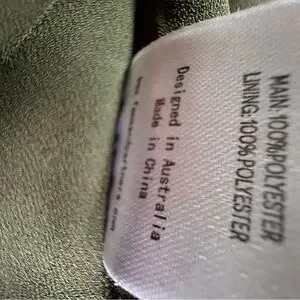 MAIN: 100%POLYESTER
LINING: 100%POLYESTER
Designed in Australia
Made in China